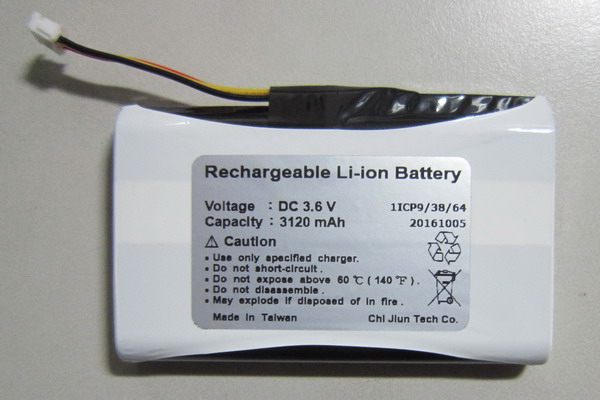 Rechargeable Li-ion Battery
Voltage : DC 3.6 V 1ICP9/38/64
Capacity : 3120 mAh 20161005
⚠ Caution
▪ Use only specified charger.
▪ Do not short-circuit .
▪ Do not expose above 60 ℃ ( 140 ℉ ) .
▪ Do not disassemble .
▪ May explode if disposed of in fire .
Made in Taiwan Chi Jiun Tech Co.